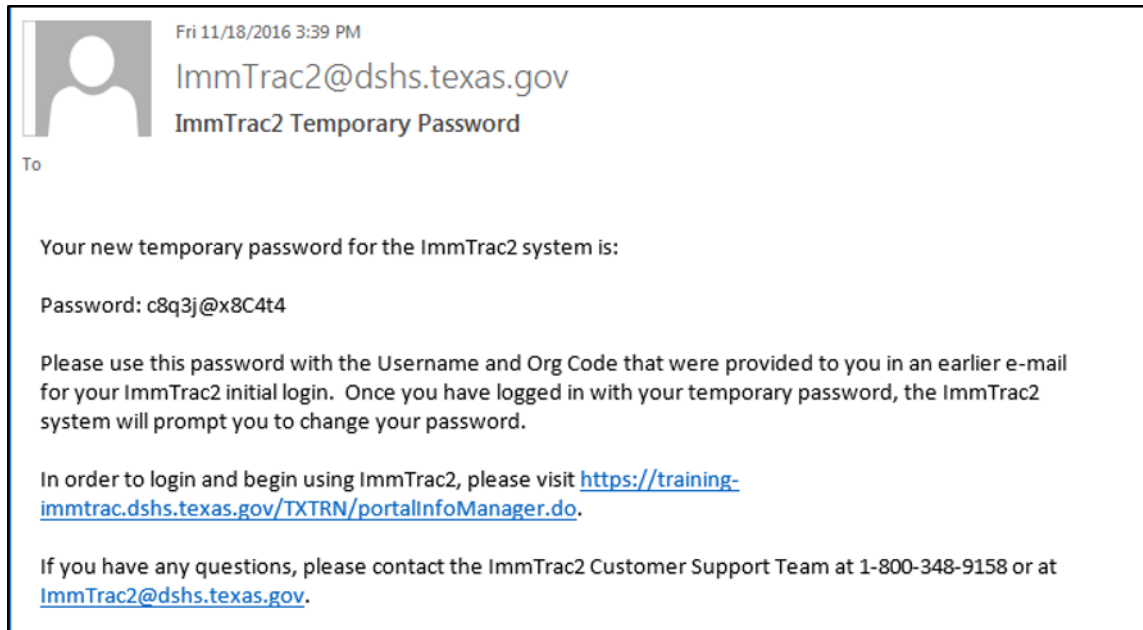 Fri 11/18/2016 3:39 PM
ImmTrac2@dshs.texas.gov
ImmTrac2 Temporary Password
To
Your new temporary password for the ImmTrac2 system is:
Password: c8q3j@x8C4t4
Please use this password with the Username and Org Code that were provided to you in an earlier e-mail
for your ImmTrac2 initial login.  Once you have logged in with your temporary password, the ImmTrac2
system will prompt you to change your password.
In order to login and begin using ImmTrac2, please visit https://training-
immtrac.dshs.texas.gov/TXTRN/portalInfoManager.do.
If you have any questions, please contact the ImmTrac2 Customer Support Team at 1-800-348-9158 or at
ImmTrac2@dshs.texas.gov.